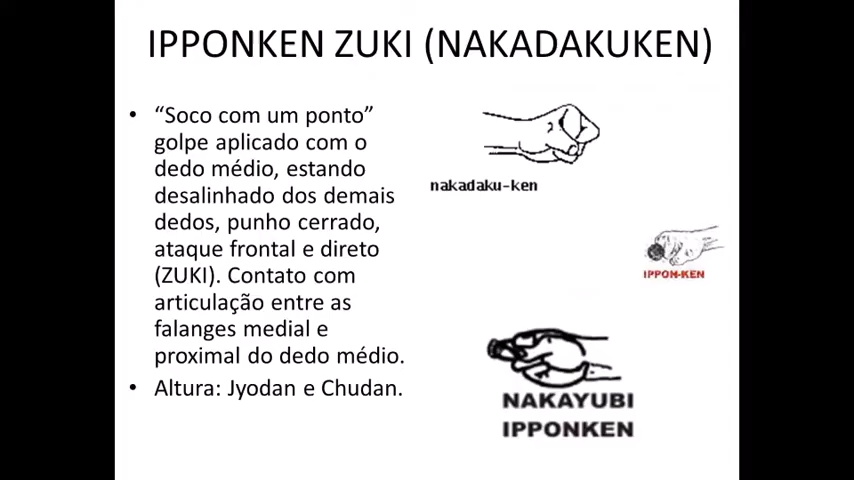 IPPONKEN ZUKI (NAKADAKUKEN)
• “Soco com um ponto”
golpe aplicado com o
dedo médio, estando
desalinhado dos demais
dedos, punho cerrado,
ataque frontal e direto
(ZUKI). Contato com
articulação entre as
falanges medial e
proximal do dedo médio.
• Altura: Jyodan e Chudan.
nakadaku-ken
IPPON-KEN
NAKAYUBI
IPPONKEN